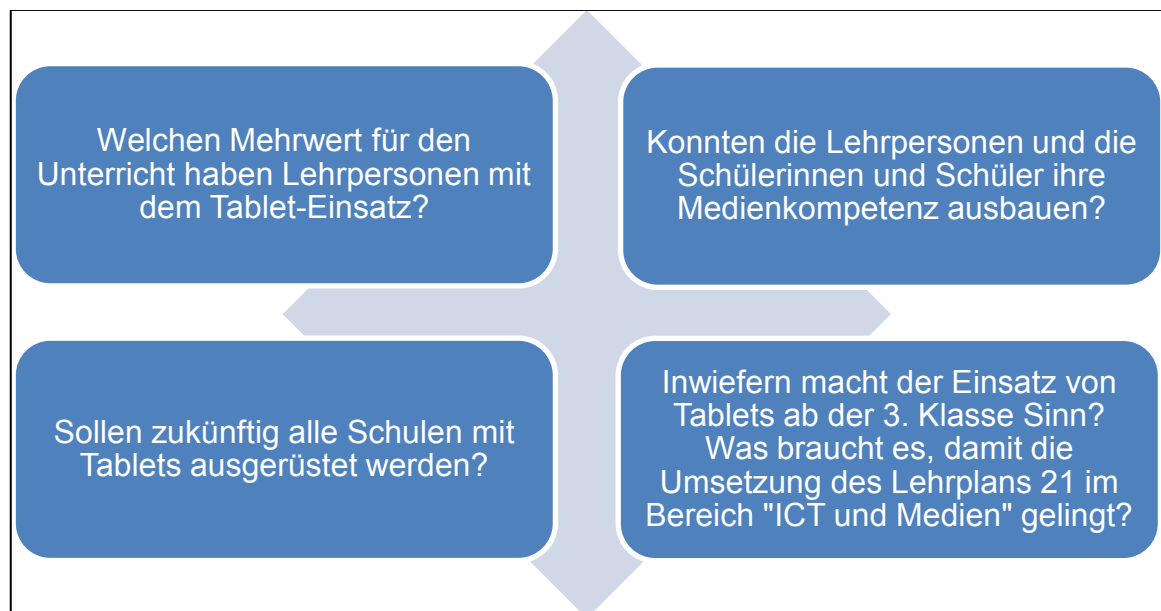 Welchen Mehrwert für den
Unterricht haben Lehrpersonen mit
dem Tablet-Einsatz?
Konnten die Lehrpersonen und die
Schülerinnen und Schüler ihre
Medienkompetenz ausbauen?
Sollen zukünftig alle Schulen mit
Tablets ausgerüstet werden?
Inwiefern macht der Einsatz von
Tablets ab der 3. Klasse Sinn?
Was braucht es, damit die
Umsetzung des Lehrplans 21 im
Bereich "ICT und Medien" gelingt?